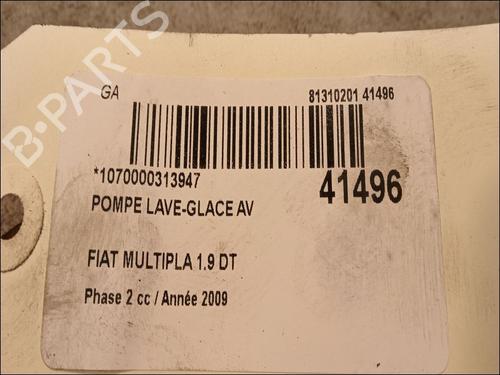 B-PARTS
GA 81310201 41496
*1070000313947 41496
POMPE LAVE-GLACE AV
FIAT MULTIPLA 1.9 DT
Phase 2 cc / Année 2009